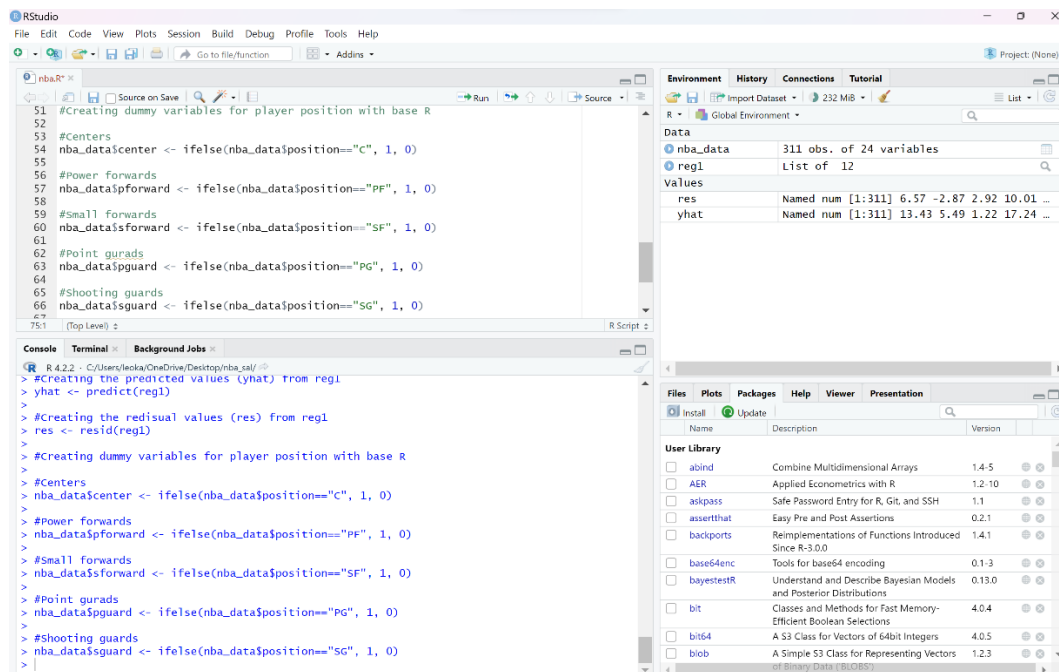 RStudio
File Edit Code View Plots Session Build Debug Profile Tools Help
Go to file/function
Addins
Project: (None)
nba.R*
Source on Save
Run
Source
51 #Creating dummy variables for player position with base R
52
53 #Centers
54 nba_data$center <- ifelse(nba_data$position=="C", 1, 0)
55
56 #Power forwards
57 nba_data$pforward <- ifelse(nba_data$position=="PF", 1, 0)
58
59 #Small forwards
60 nba_data$sforward <- ifelse(nba_data$position=="SF", 1, 0)
61
62 #Point gurads
63 nba_data$pguard <- ifelse(nba_data$position=="PG", 1, 0)
64
65 #Shooting guards
66 nba_data$sguard <- ifelse(nba_data$position=="SG", 1, 0)
67
75:1 (Top Level) R Script
Console Terminal Background Jobs
R 4.2.2 · C:/Users/leoka/OneDrive/Desktop/nba_sal/
> #Creating the predicted values (yhat) from reg1
> yhat <- predict(reg1)
>
> #Creating the redisual values (res) from reg1
> res <- resid(reg1)
>
> #Creating dummy variables for player position with base R
>
> #Centers
> nba_data$center <- ifelse(nba_data$position=="C", 1, 0)
>
> #Power forwards
> nba_data$pforward <- ifelse(nba_data$position=="PF", 1, 0)
>
> #Small forwards
> nba_data$sforward <- ifelse(nba_data$position=="SF", 1, 0)
>
> #Point gurads
> nba_data$pguard <- ifelse(nba_data$position=="PG", 1, 0)
>
> #Shooting guards
> nba_data$sguard <- ifelse(nba_data$position=="SG", 1, 0)
>
Environment History Connections Tutorial
Import Dataset 232 MiB List
R Global Environment
Data
nba_data 311 obs. of 24 variables
reg1 List of 12
Values
res Named num [1:311] 6.57 -2.87 2.92 10.01 ...
yhat Named num [1:311] 13.43 5.49 1.22 17.24 ...
Files Plots Packages Help Viewer Presentation
Install Update
Name Description Version
User Library
abind Combine Multidimensional Arrays 1.4-5
AER Applied Econometrics with R 1.2-10
askpass Safe Password Entry for R, Git, and SSH 1.1
assertthat Easy Pre and Post Assertions 0.2.1
backports Reimplementations of Functions Introduced 1.4.1
Since R-3.0.0
base64enc Tools for base64 encoding 0.1-3
bayestestR Understand and Describe Bayesian Models 0.13.0
and Posterior Distributions
bit Classes and Methods for Fast Memory- 4.0.4
Efficient Boolean Selections
bit64 A S3 Class for Vectors of 64bit Integers 4.0.5
blob A Simple S3 Class for Representing Vectors 1.2.3
of Binary Data ('BLOBS')